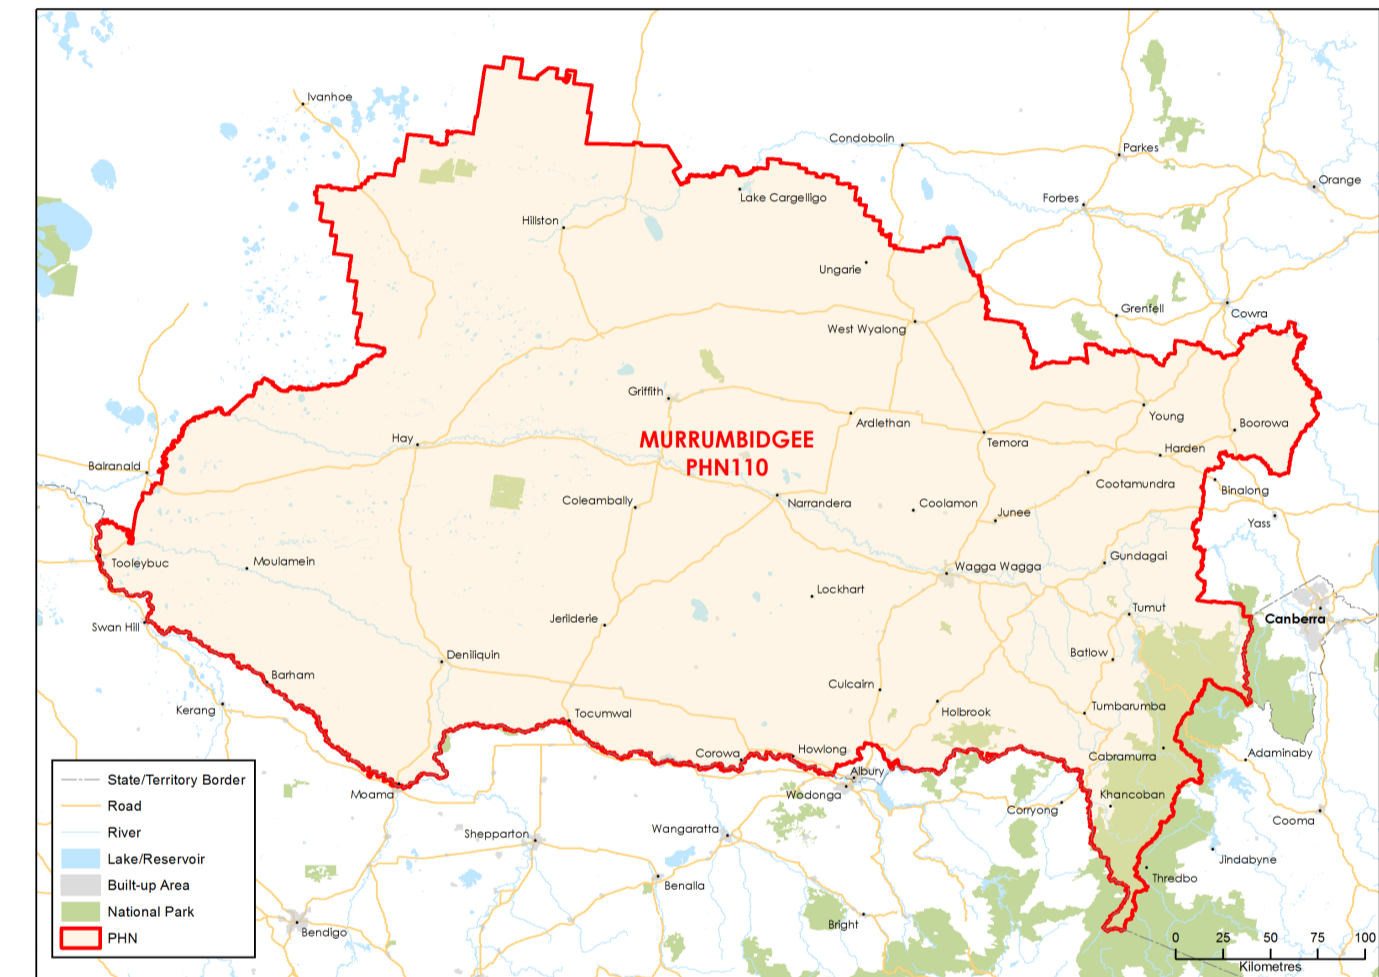 Ivanhoe
Condobolin
Parkes
Orange
Lake Cargelligo
Forbes
Hillston
Ungarie
Grenfell
Cowra
West Wyalong
Griffith
Young
Ardlethan
Boorowa
MURRUMBIDGEE
PHN110
Hay
Temora
Harden
Balranald
Cootamundra
Binalong
Coleambally
Narrandera
Coolamon
Junee
Yass
Tooleybuc
Moulamein
Gundagai
Wagga Wagga
Lockhart
Tumut
Swan Hill
Jerilderie
Canberra
Deniliquin
Batlow
Barham
Culcairn
Kerang
Tocumwal
Holbrook
Tumbarumba
Corowa
Howlong
Cabramurra
Adaminaby
Albury
Moama
Wodonga
Khancoban
Corryong
Cooma
Shepparton
Wangaratta
Jindabyne
Thredbo
Benalla
Bright
Bendigo
State/Territory Border
Road
River
Lake/Reservoir
Built-up Area
National Park
PHN
0 25 50 75 100
Kilometres